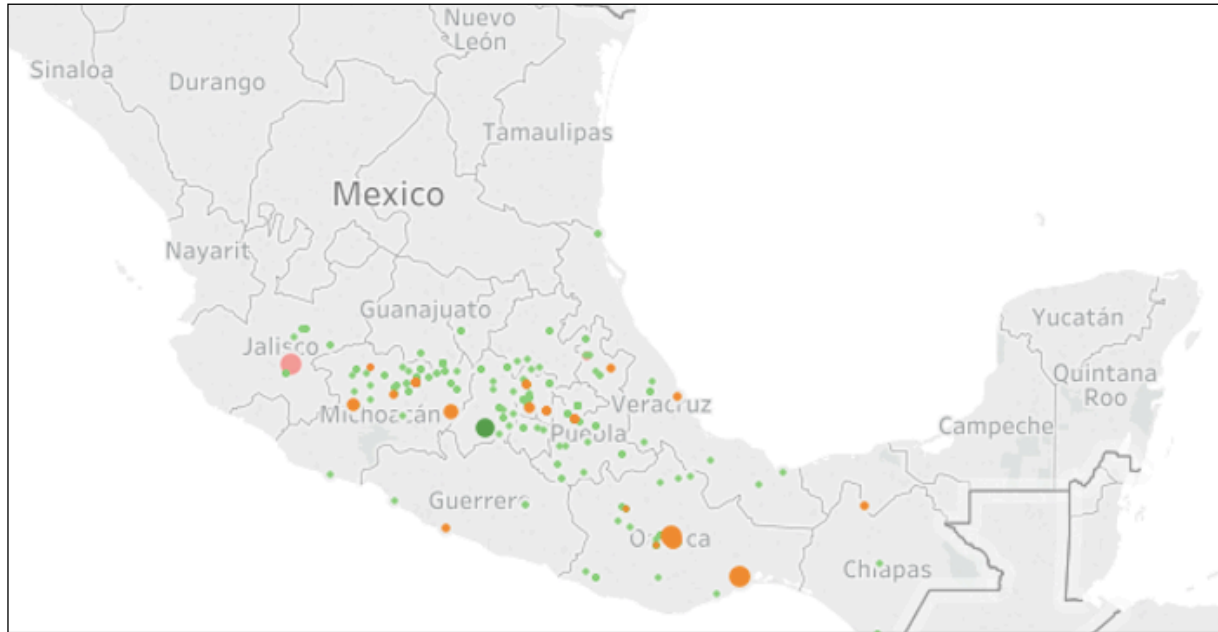 Nuevo
León
Sinaloa
Durango
Tamaulipas
Mexico
Nayarit
Guanajuato
Yucatán
Jalisco
Quintana
Roo
Michoacán
Veracruz
Campeche
Puebla
Guerrero
Oaxaca
Chiapas